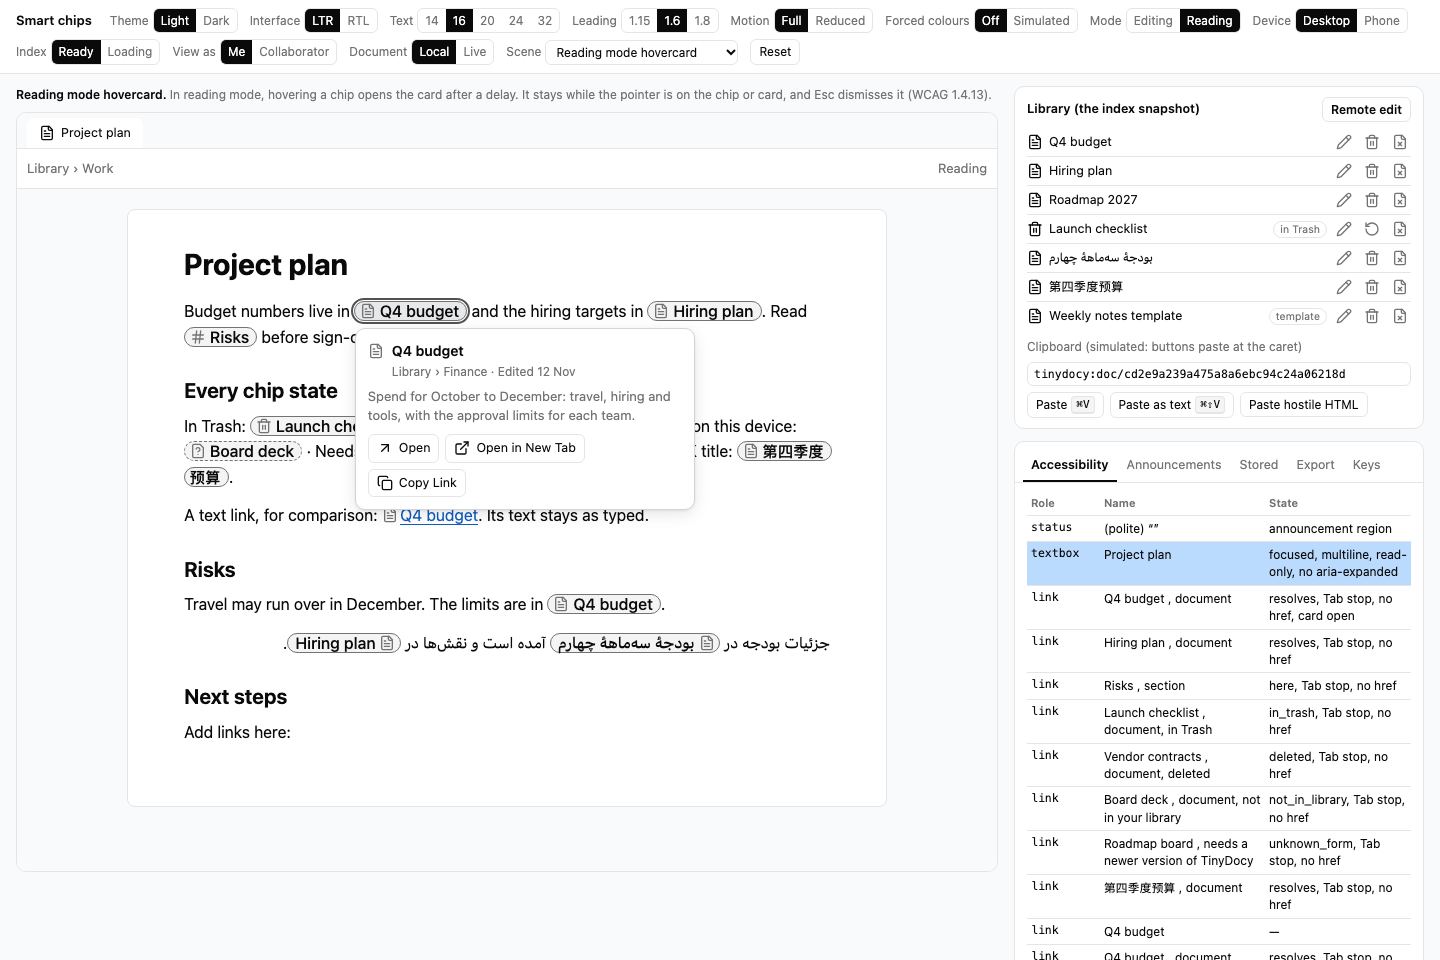 Smart chips Theme Light Dark Interface LTR RTL Text 14 16 20 24 32 Leading 1.15 1.6 1.8 Motion Full Reduced Forced colours Off Simulated Mode Editing Reading Device Desktop Phone
Index Ready Loading View as Me Collaborator Document Local Live Scene Reading mode hovercard Reset
Reading mode hovercard. In reading mode, hovering a chip opens the card after a delay. It stays while the pointer is on the chip or card, and Esc dismisses it (WCAG 1.4.13).
Project plan
Library › Work Reading
Project plan
Budget numbers live in Q4 budget and the hiring targets in Hiring plan. Read
# Risks before sign-o
Q4 budget
Library › Finance · Edited 12 Nov
Spend for October to December: travel, hiring and
tools, with the approval limits for each team.
Open Open in New Tab
Copy Link
Every chip state
In Trash: Launch che on this device:
Board deck · Need title: 第四季度
预算.
A text link, for comparison: Q4 budget. Its text stays as typed.
Risks
Travel may run over in December. The limits are in Q4 budget.
جزئیات بودجه در بودجهٔ سه‌ماههٔ چهارم آمده است و نقش‌ها در Hiring plan.
Next steps
Add links here:
Library (the index snapshot) Remote edit
Q4 budget
Hiring plan
Roadmap 2027
Launch checklist in Trash
بودجهٔ سه‌ماههٔ چهارم
第四季度预算
Weekly notes template template
Clipboard (simulated: buttons paste at the caret)
tinydocy:doc/cd2e9a239a475a8a6ebc94c24a06218d
Paste ⌘V Paste as text ⌘⇧V Paste hostile HTML
Accessibility Announcements Stored Export Keys
Role Name State
status (polite) “” announcement region
textbox Project plan focused, multiline, read-
only, no aria-expanded
link Q4 budget , document resolves, Tab stop, no
href, card open
link Hiring plan , document resolves, Tab stop, no
href
link Risks , section here, Tab stop, no href
link Launch checklist , in_trash, Tab stop, no
document, in Trash href
link Vendor contracts , deleted, Tab stop, no
document, deleted href
link Board deck , document, not not_in_library, Tab stop,
in your library no href
link Roadmap board , needs a unknown_form, Tab
newer version of TinyDocy stop, no href
link 第四季度预算 , document resolves, Tab stop, no
href
link Q4 budget —
link Q4 budget , document resolves, Tab stop, no